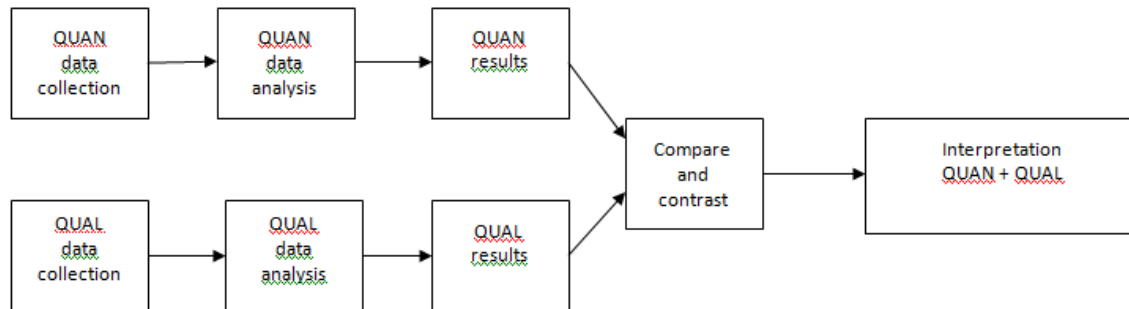 QUAN
data
collection
QUAN
data
analysis
QUAN
results
Compare
and
contrast
Interpretation
QUAN + QUAL
QUAL
data
collection
QUAL
data
analysis
QUAL
results